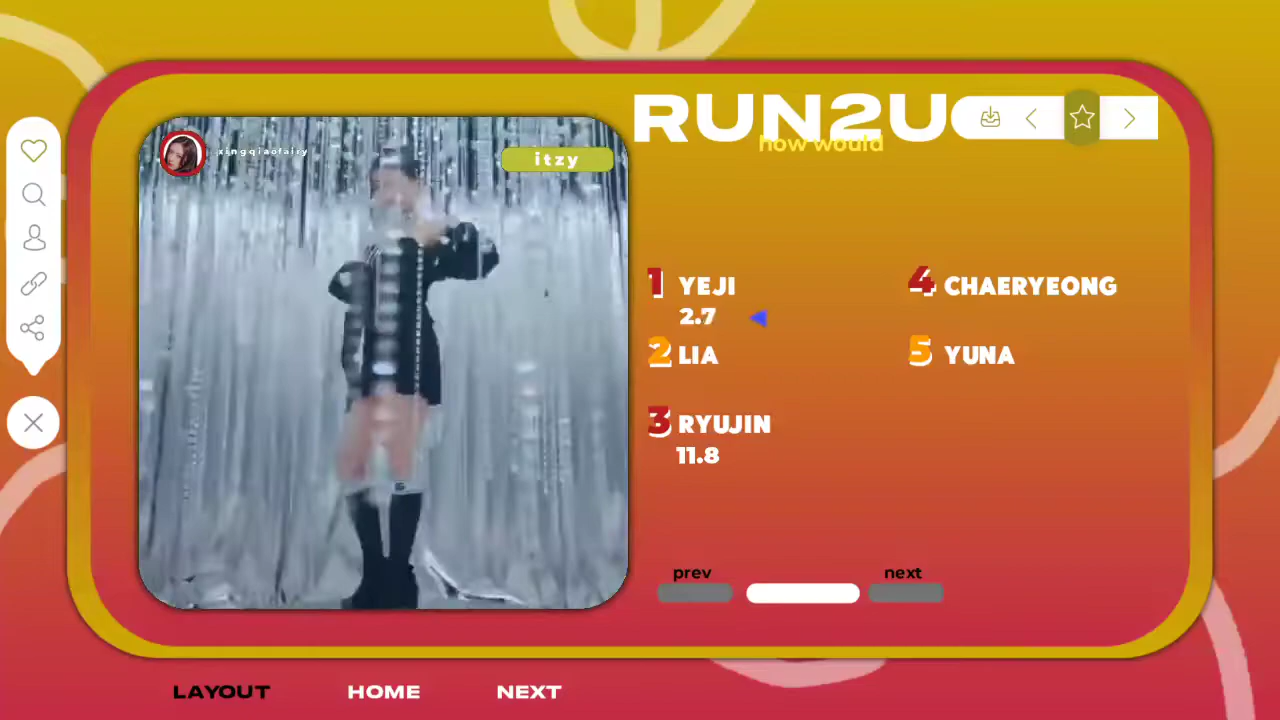 RUN2U
how would
xingqiaofairy
itzy
1 YEJI
2.7
2 LIA
3 RYUJIN
11.8
4 CHAERYEONG
5 YUNA
prev
next
LAYOUT HOME NEXT